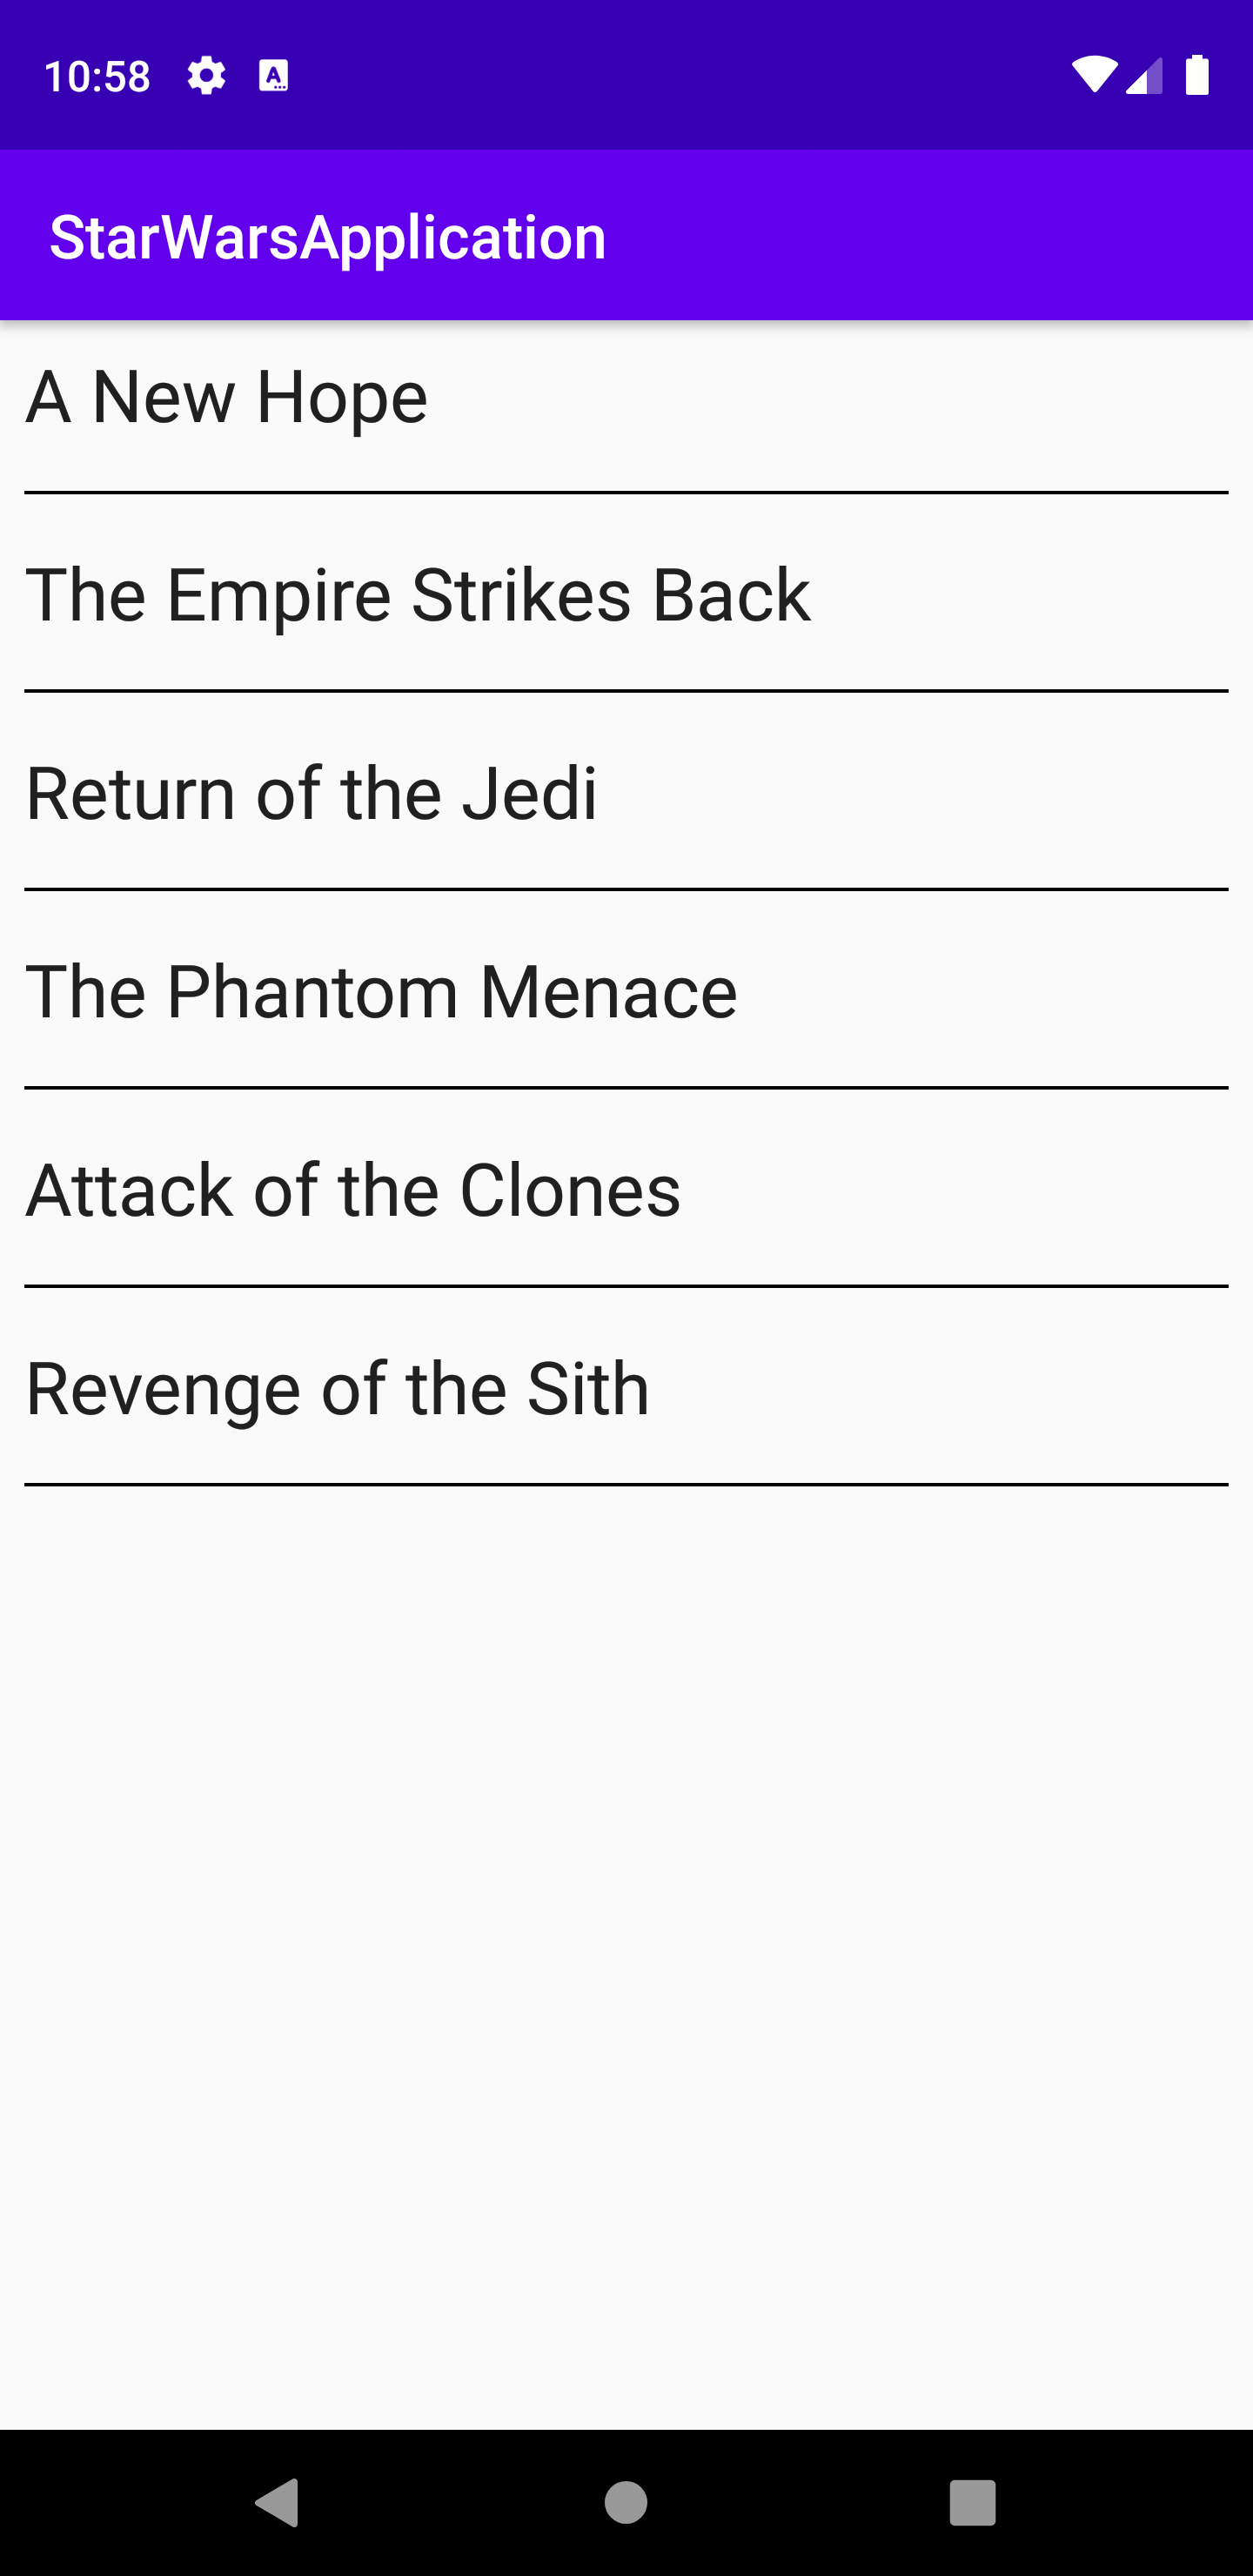 10:58
StarWarsApplication
A New Hope
The Empire Strikes Back
Return of the Jedi
The Phantom Menace
Attack of the Clones
Revenge of the Sith